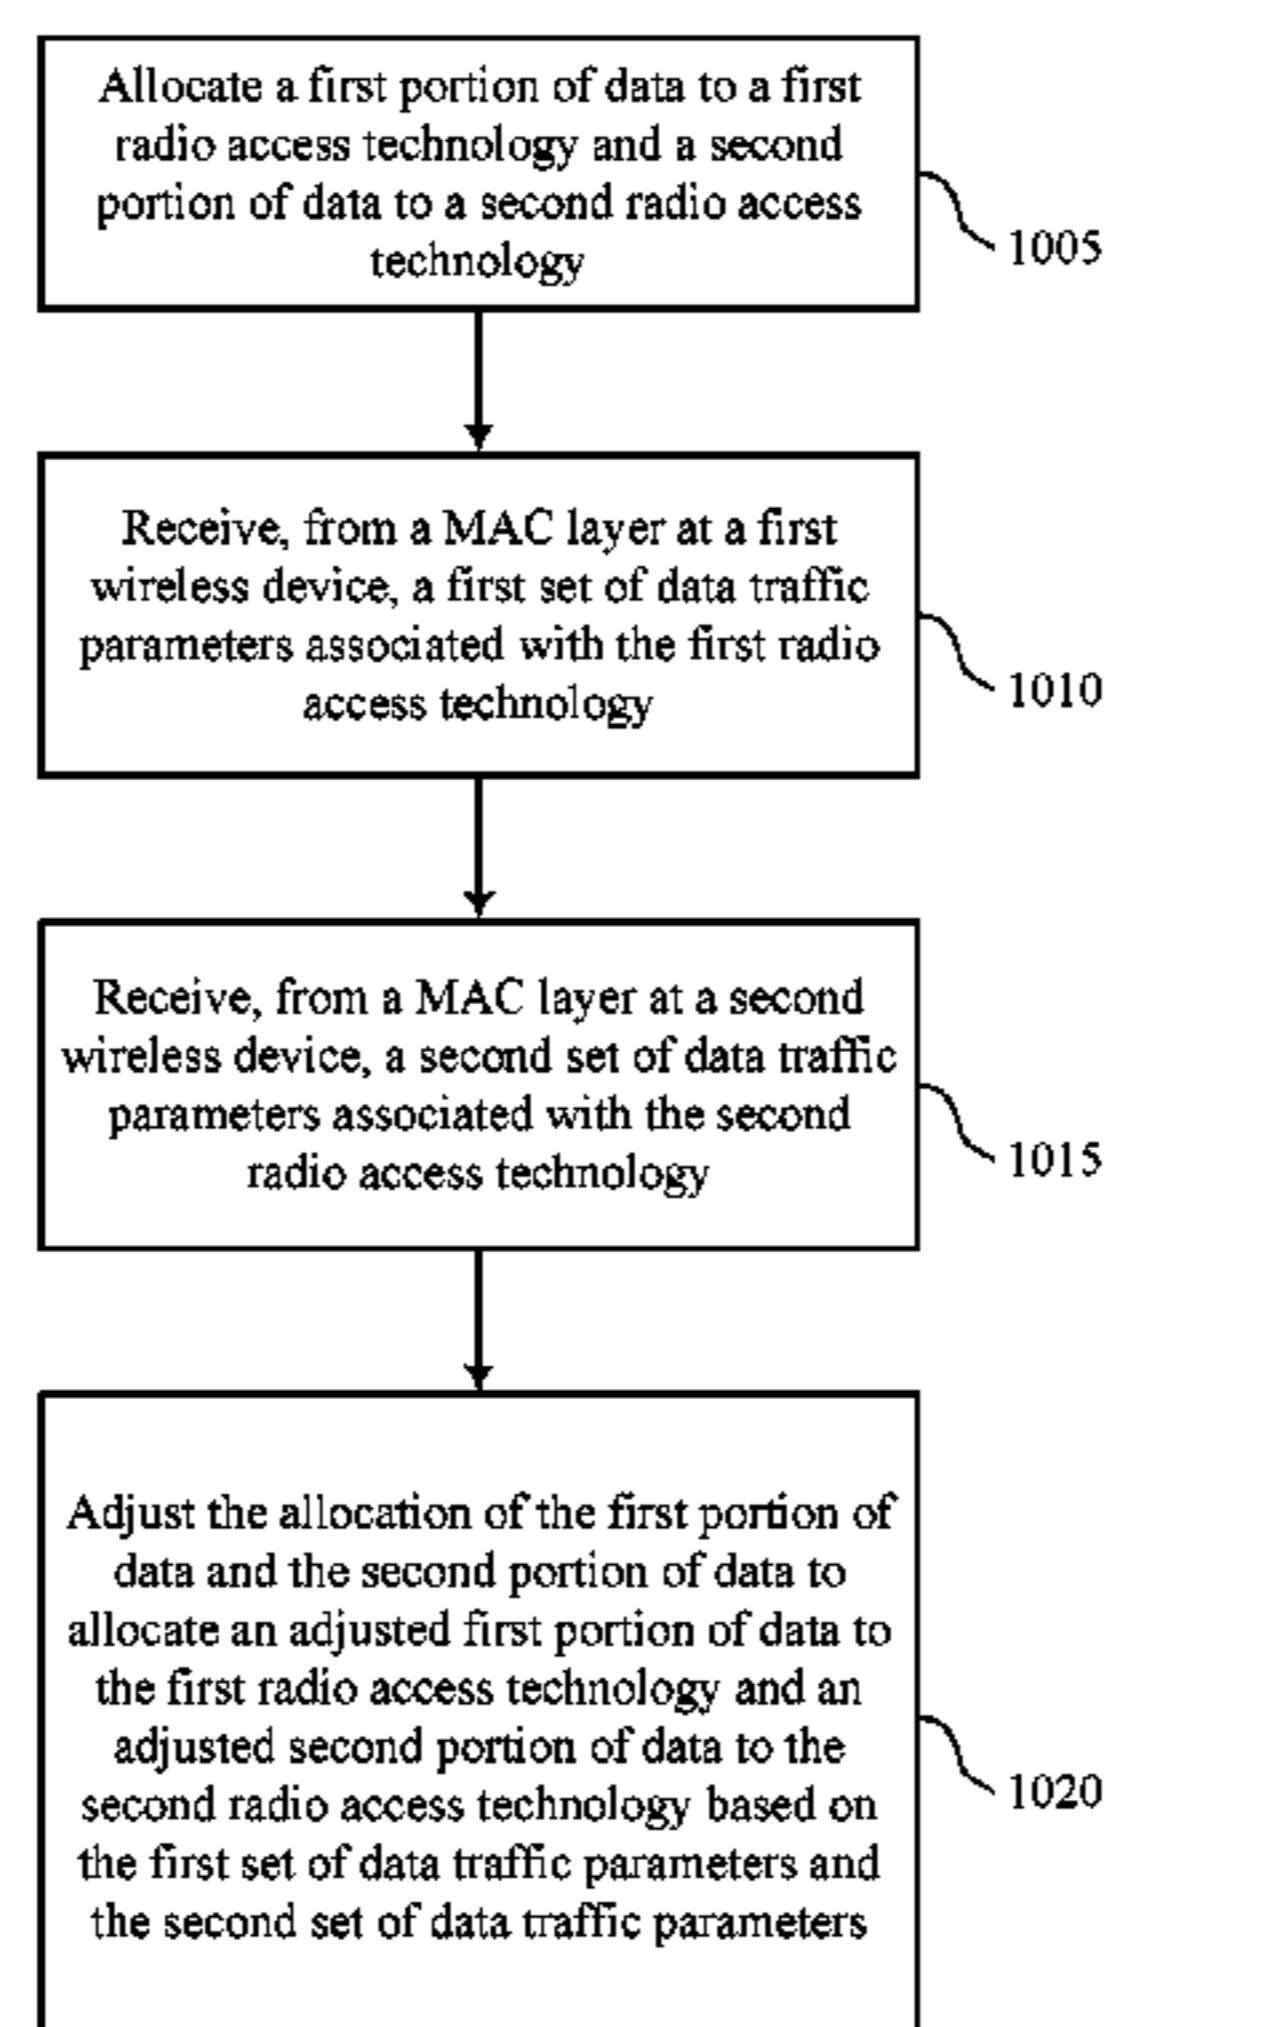 Allocate a first portion of data to a first
radio access technology and a second
portion of data to a second radio access
technology
1005
Receive, from a MAC layer at a first
wireless device, a first set of data traffic
parameters associated with the first radio
access technology
1010
Receive, from a MAC layer at a second
wireless device, a second set of data traffic
parameters associated with the second
radio access technology
1015
Adjust the allocation of the first portion of
data and the second portion of data to
allocate an adjusted first portion of data to
the first radio access technology and an
adjusted second portion of data to the
second radio access technology based on
the first set of data traffic parameters and
the second set of data traffic parameters
1020